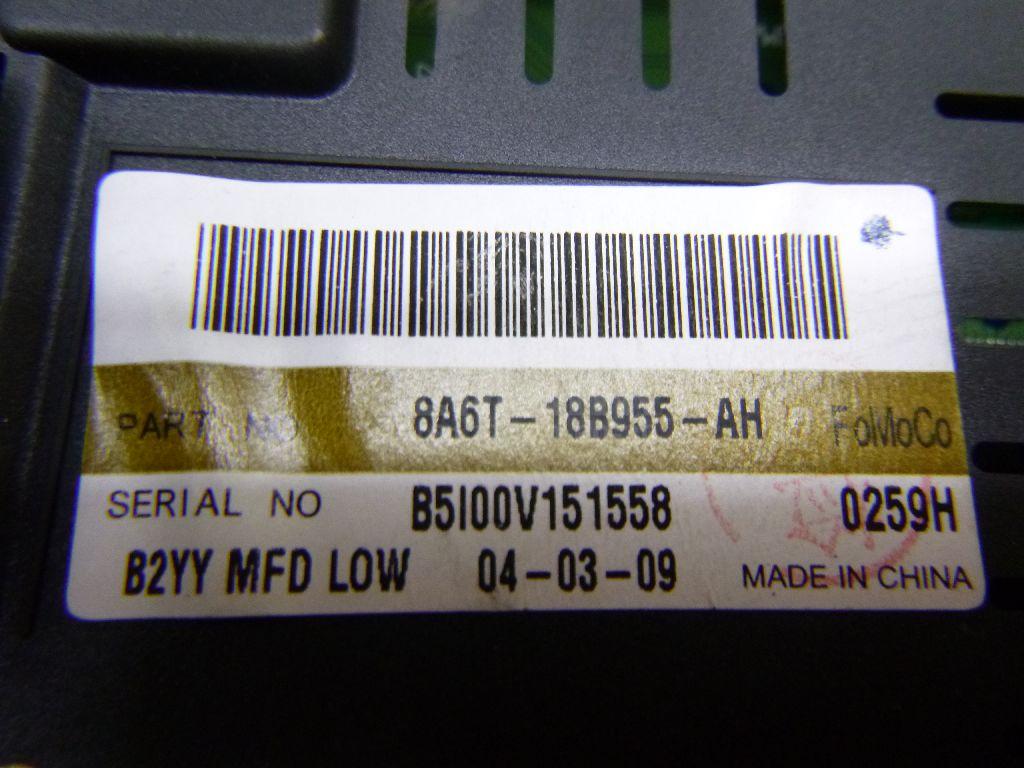 PART NO 8A6T-18B955-AH FoMoCo
SERIAL NO B5I00V151558 0259H
B2YY MFD LOW 04-03-09 MADE IN CHINA